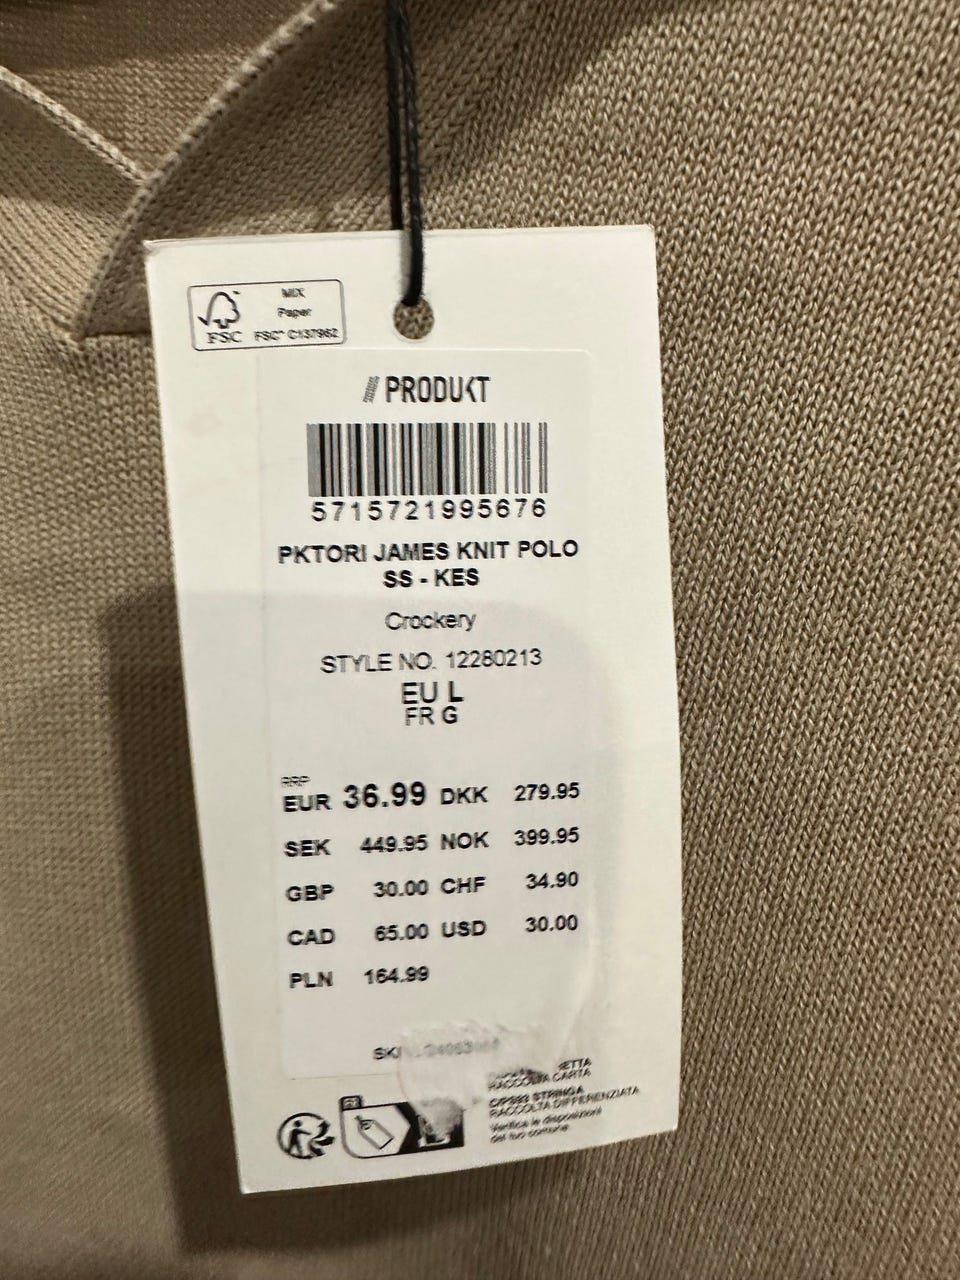 MIX
Paper
FSC
FSC® C137962
PRODUKT
5715721995676
PKTORI JAMES KNIT POLO
SS - KES
Crockery
STYLE NO. 12280213
EU L
FR G
RRP
EUR 36.99 DKK 279.95
SEK 449.95 NOK 399.95
GBP 30.00 CHF 34.90
CAD 65.00 USD 30.00
PLN 164.99
RACCOLTA CARTA
C/PS93 STRINGA
RACCOLTA DIFFERENZIATA
Verifica le disposizioni
del tuo comune